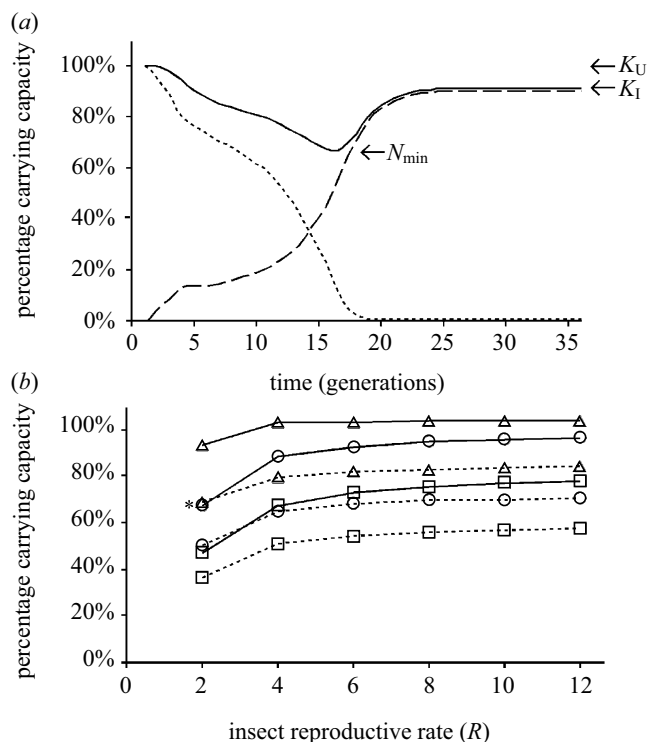 (a)
100%
80%
60%
40%
20%
0%
percentage carrying capacity
K_U
K_I
N_min
5 10 15 20 25 30 35
time (generations)
(b)
100%
80%
60%
40%
20%
0%
percentage carrying capacity
*
0 2 4 6 8 10 12
insect reproductive rate (R)